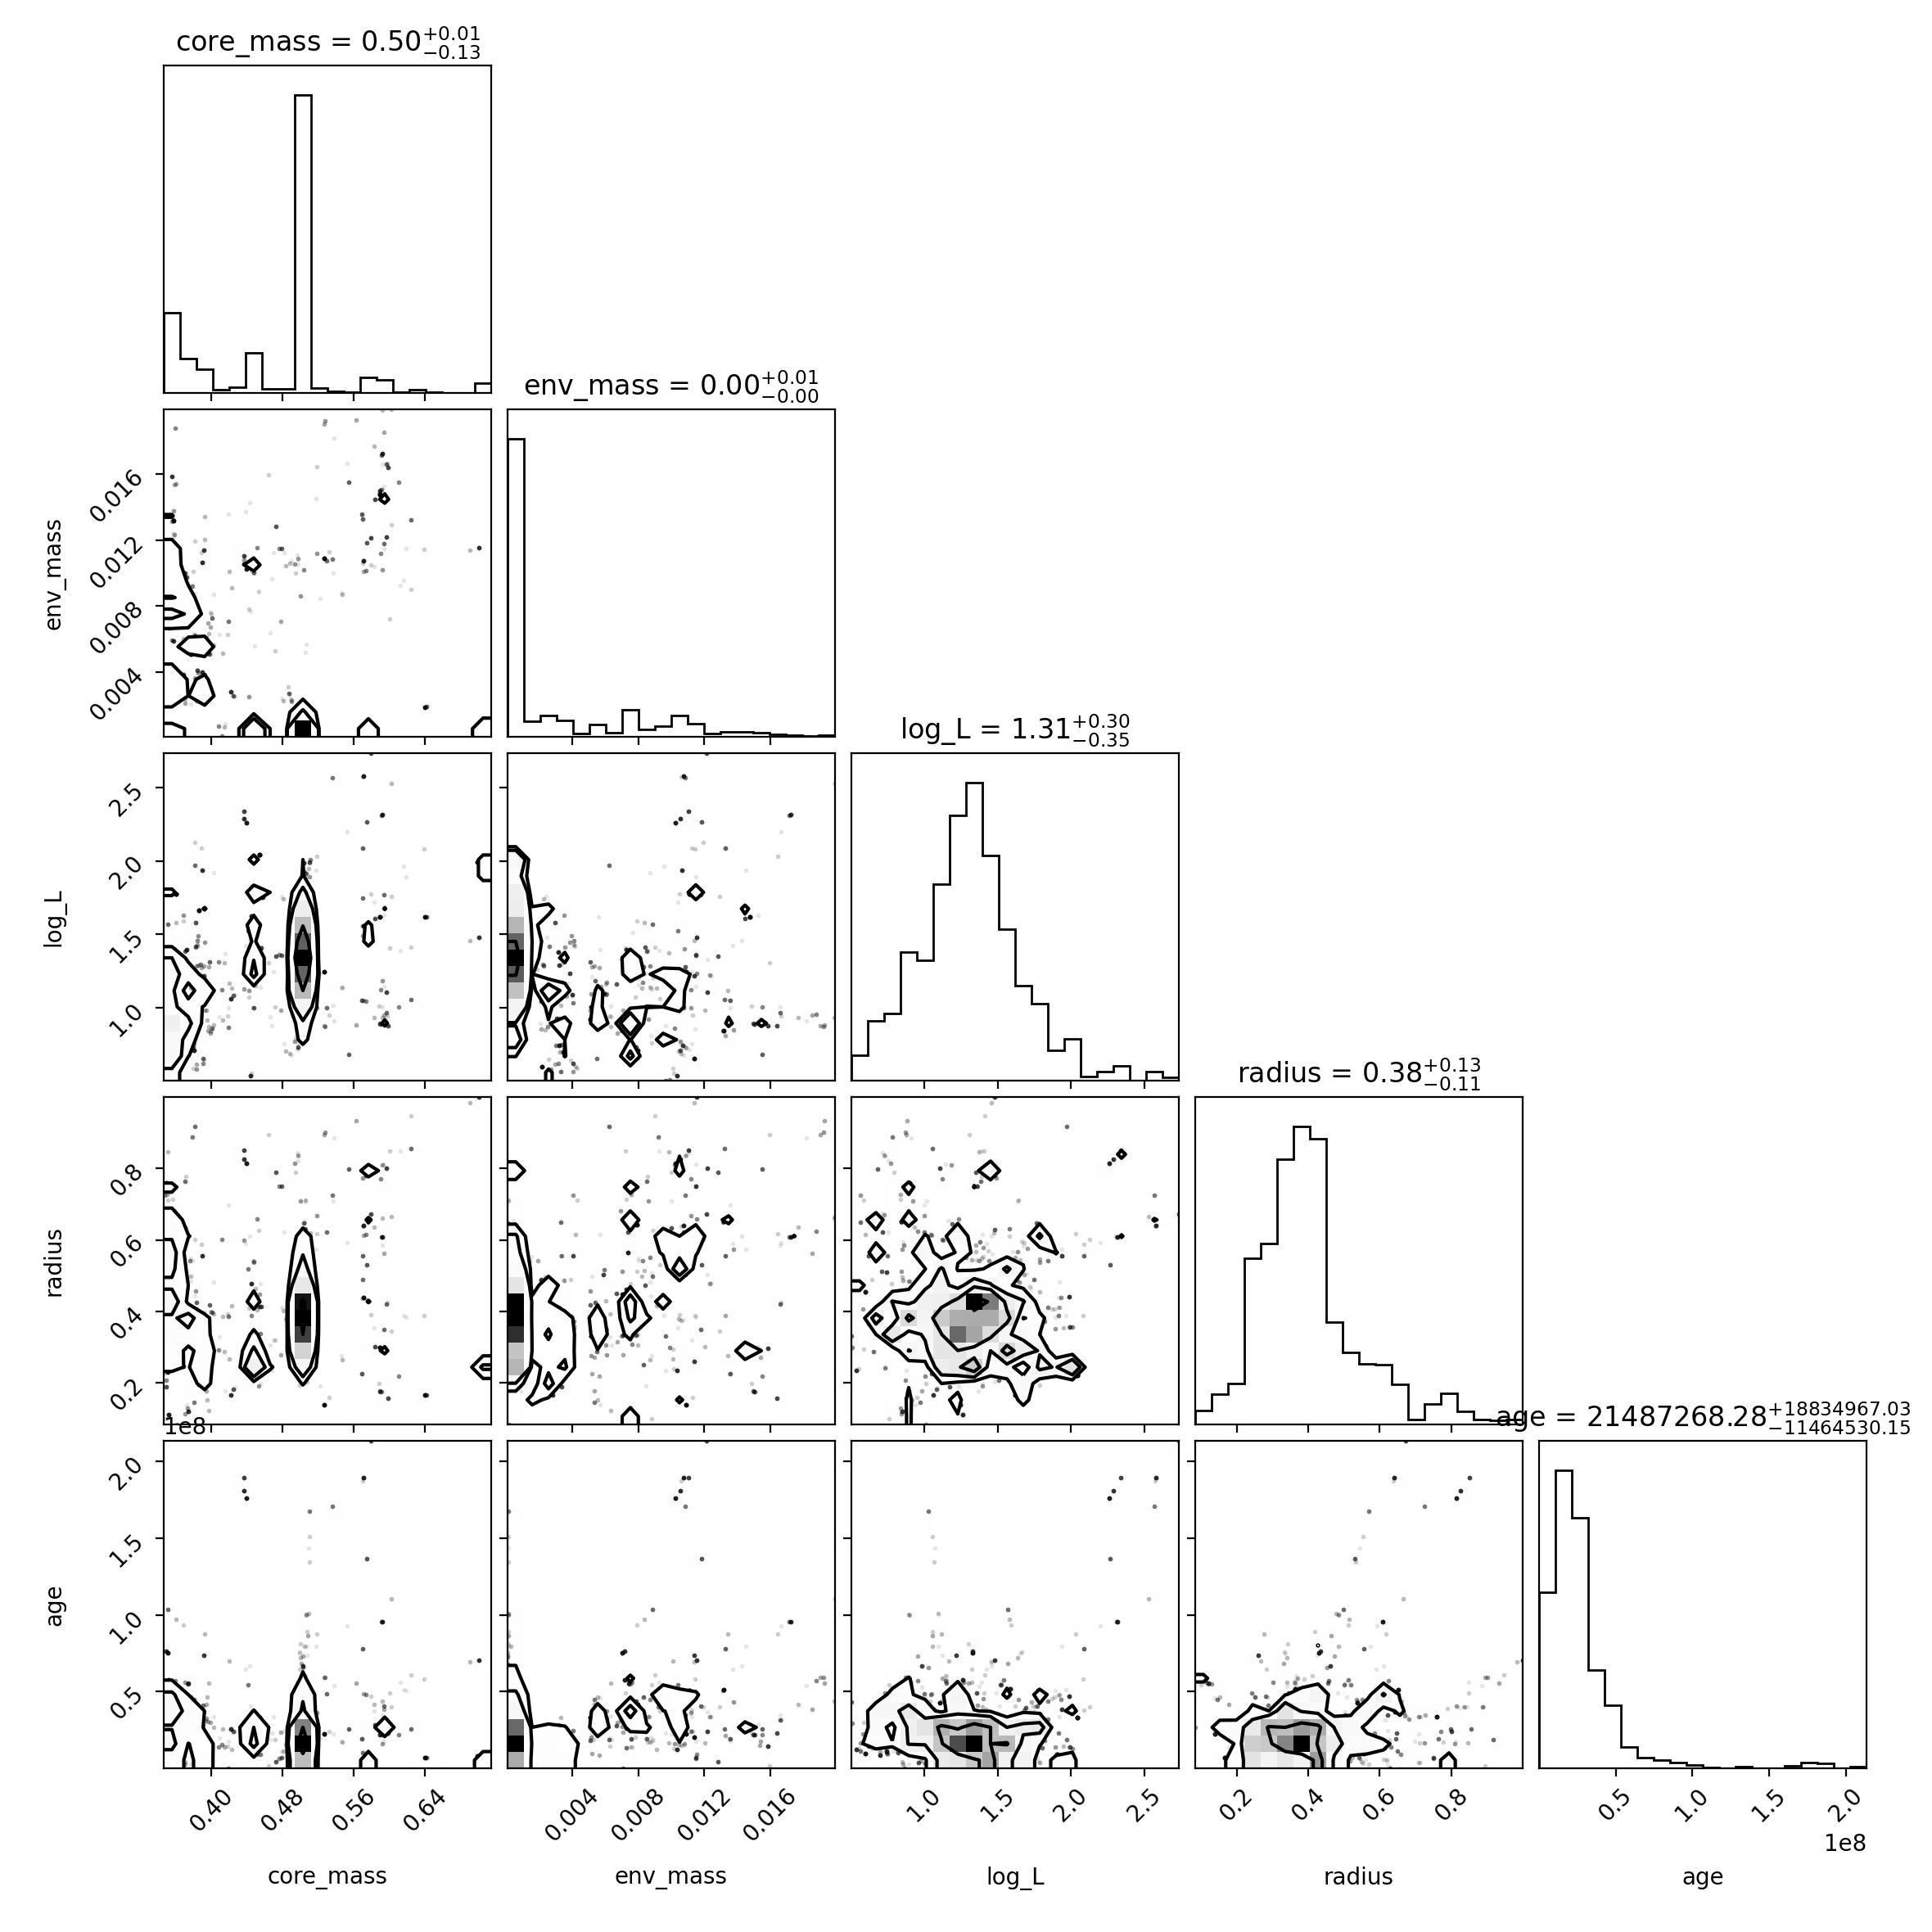 core_mass = 0.50+0.01−0.13
env_mass = 0.00+0.01−0.00
0.016
0.012
0.008
0.004
env_mass
log_L = 1.31+0.30−0.35
2.5
2.0
1.5
1.0
log_L
radius = 0.38+0.13−0.11
0.8
0.6
0.4
0.2
radius
1e8
age = 21487268.28+18834967.03−11464530.15
2.0
1.5
1.0
0.5
age
0.40 0.48 0.56 0.64
0.004 0.008 0.012 0.016
1.0 1.5 2.0 2.5
0.2 0.4 0.6 0.8
0.5 1.0 1.5 2.0
1e8
core_mass env_mass log_L radius age